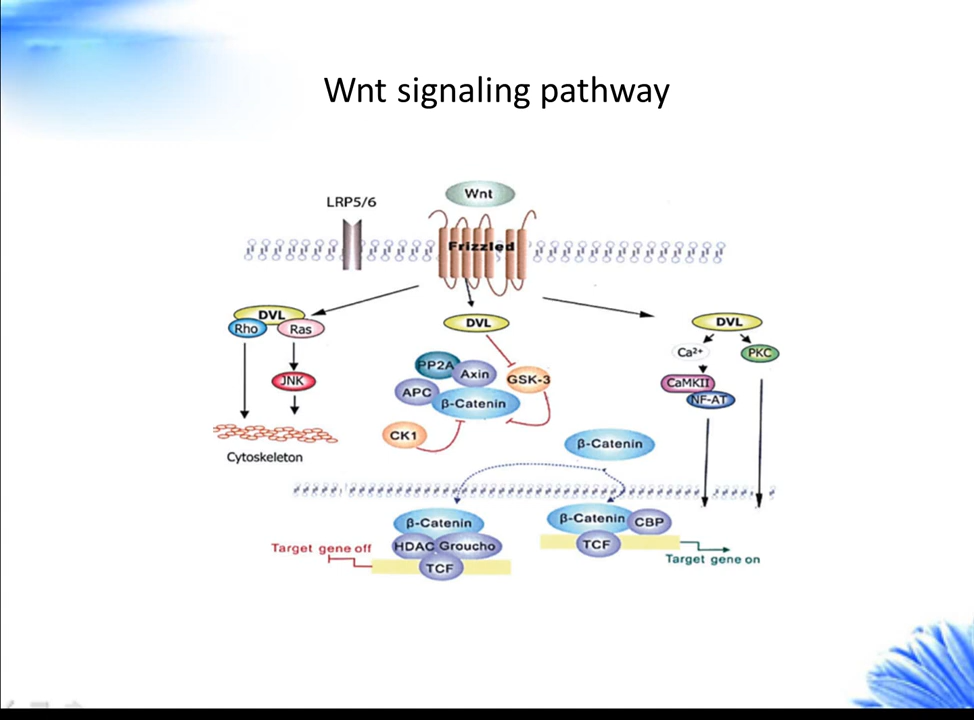 Wnt signaling pathway
LRP5/6
Wnt
Frizzled
DVL
Rho
Ras
JNK
Cytoskeleton
DVL
PP2A
Axin
GSK-3
APC
β-Catenin
CK1
DVL
Ca²⁺
PKC
CaMKII
NF-AT
β-Catenin
β-Catenin
HDAC Groucho
TCF
Target gene off
β-Catenin
CBP
TCF
Target gene on